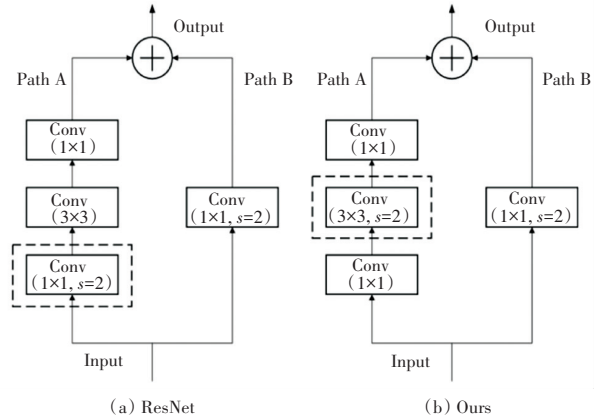 Output
Path A
Path B
Conv
(1×1)
Conv
(3×3)
Conv
(1×1, s=2)
Conv
(1×1, s=2)
Input
(a) ResNet
Output
Path A
Path B
Conv
(1×1)
Conv
(3×3, s=2)
Conv
(1×1, s=2)
Conv
(1×1)
Input
(b) Ours